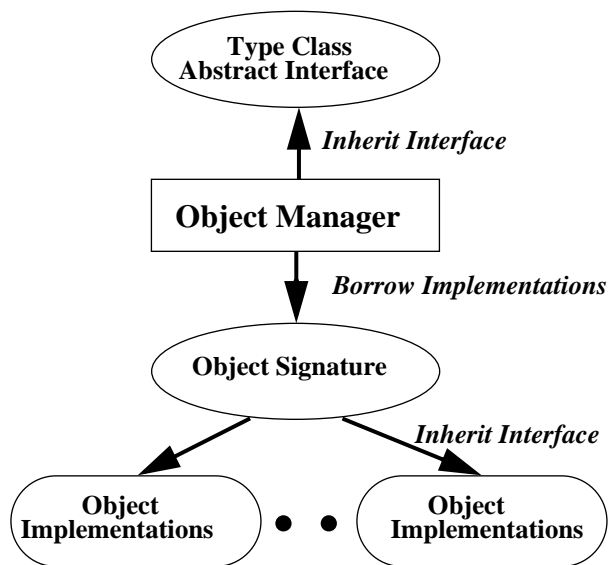 Type Class
Abstract Interface
Inherit Interface
Object Manager
Borrow Implementations
Object Signature
Inherit Interface
Object
Implementations
Object
Implementations